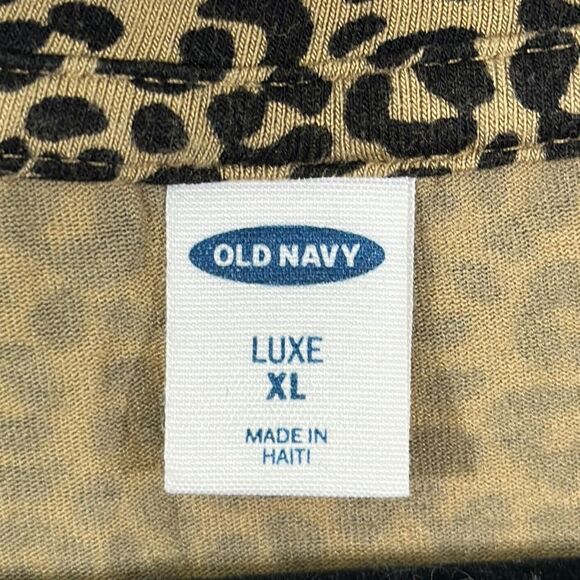 OLD NAVY
LUXE
XL
MADE IN
HAITI